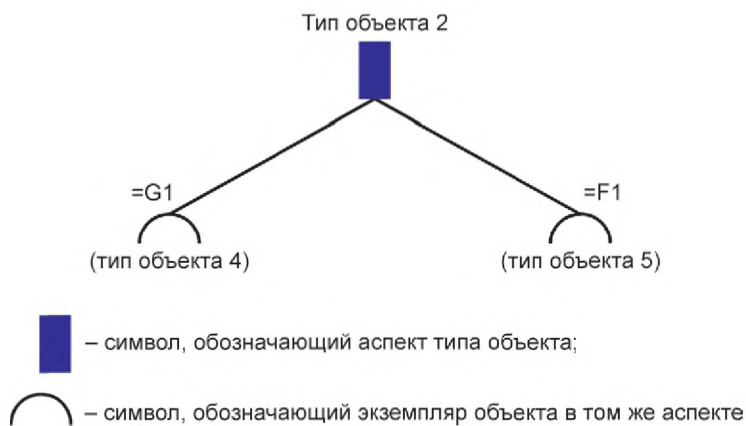 Тип объекта 2
=G1
=F1
(тип объекта 4)
(тип объекта 5)
– символ, обозначающий аспект типа объекта;
– символ, обозначающий экземпляр объекта в том же аспекте